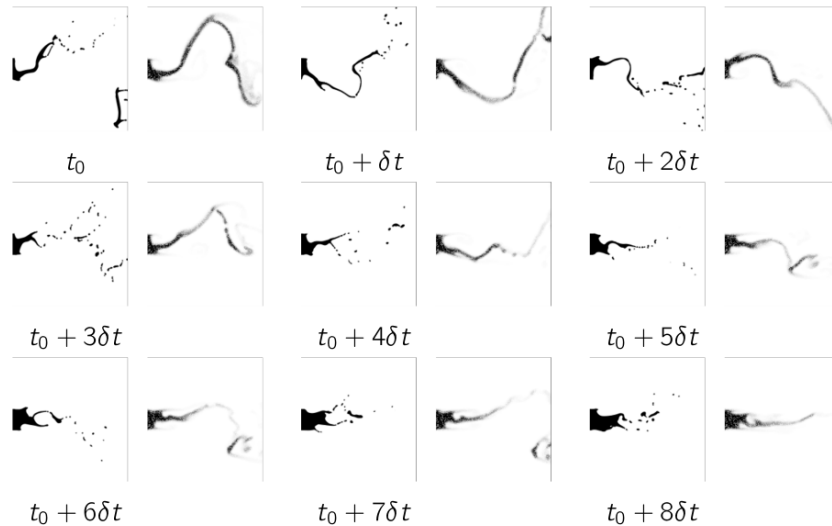 t₀
t₀ + δt
t₀ + 2δt
t₀ + 3δt
t₀ + 4δt
t₀ + 5δt
t₀ + 6δt
t₀ + 7δt
t₀ + 8δt